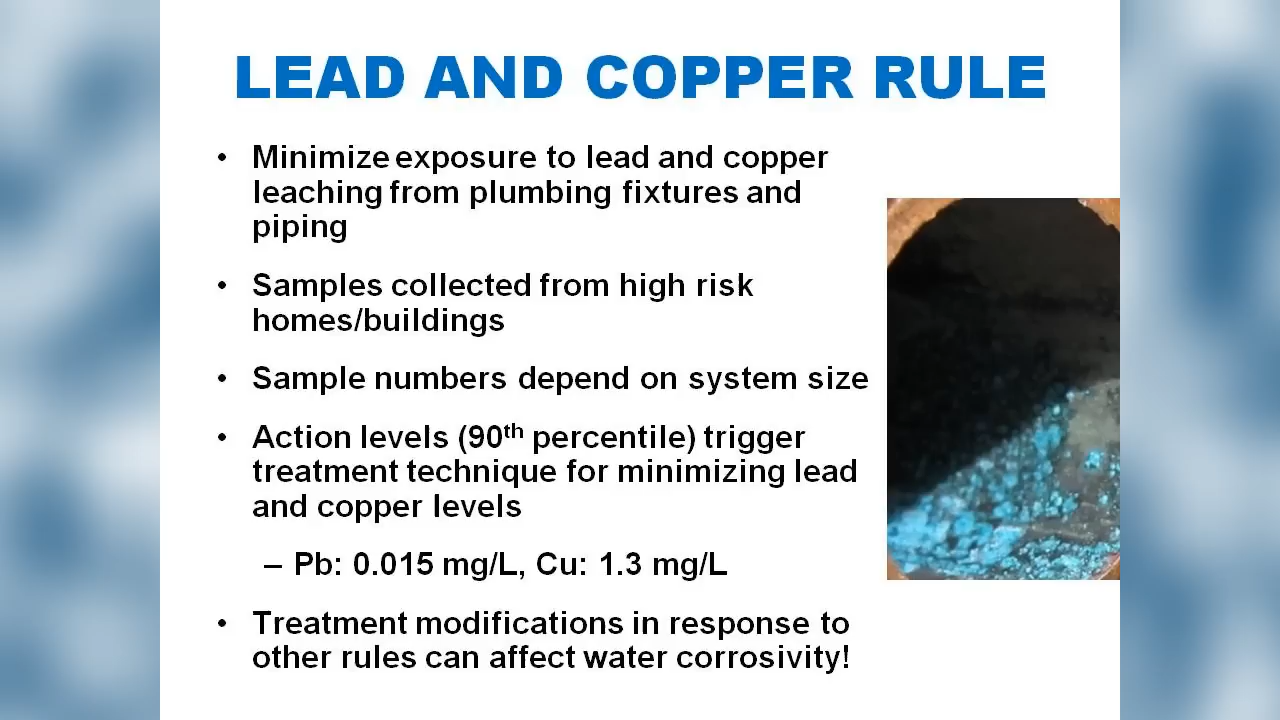 LEAD AND COPPER RULE
• Minimize exposure to lead and copper
leaching from plumbing fixtures and
piping
• Samples collected from high risk
homes/buildings
• Sample numbers depend on system size
• Action levels (90th percentile) trigger
treatment technique for minimizing lead
and copper levels
– Pb: 0.015 mg/L, Cu: 1.3 mg/L
• Treatment modifications in response to
other rules can affect water corrosivity!